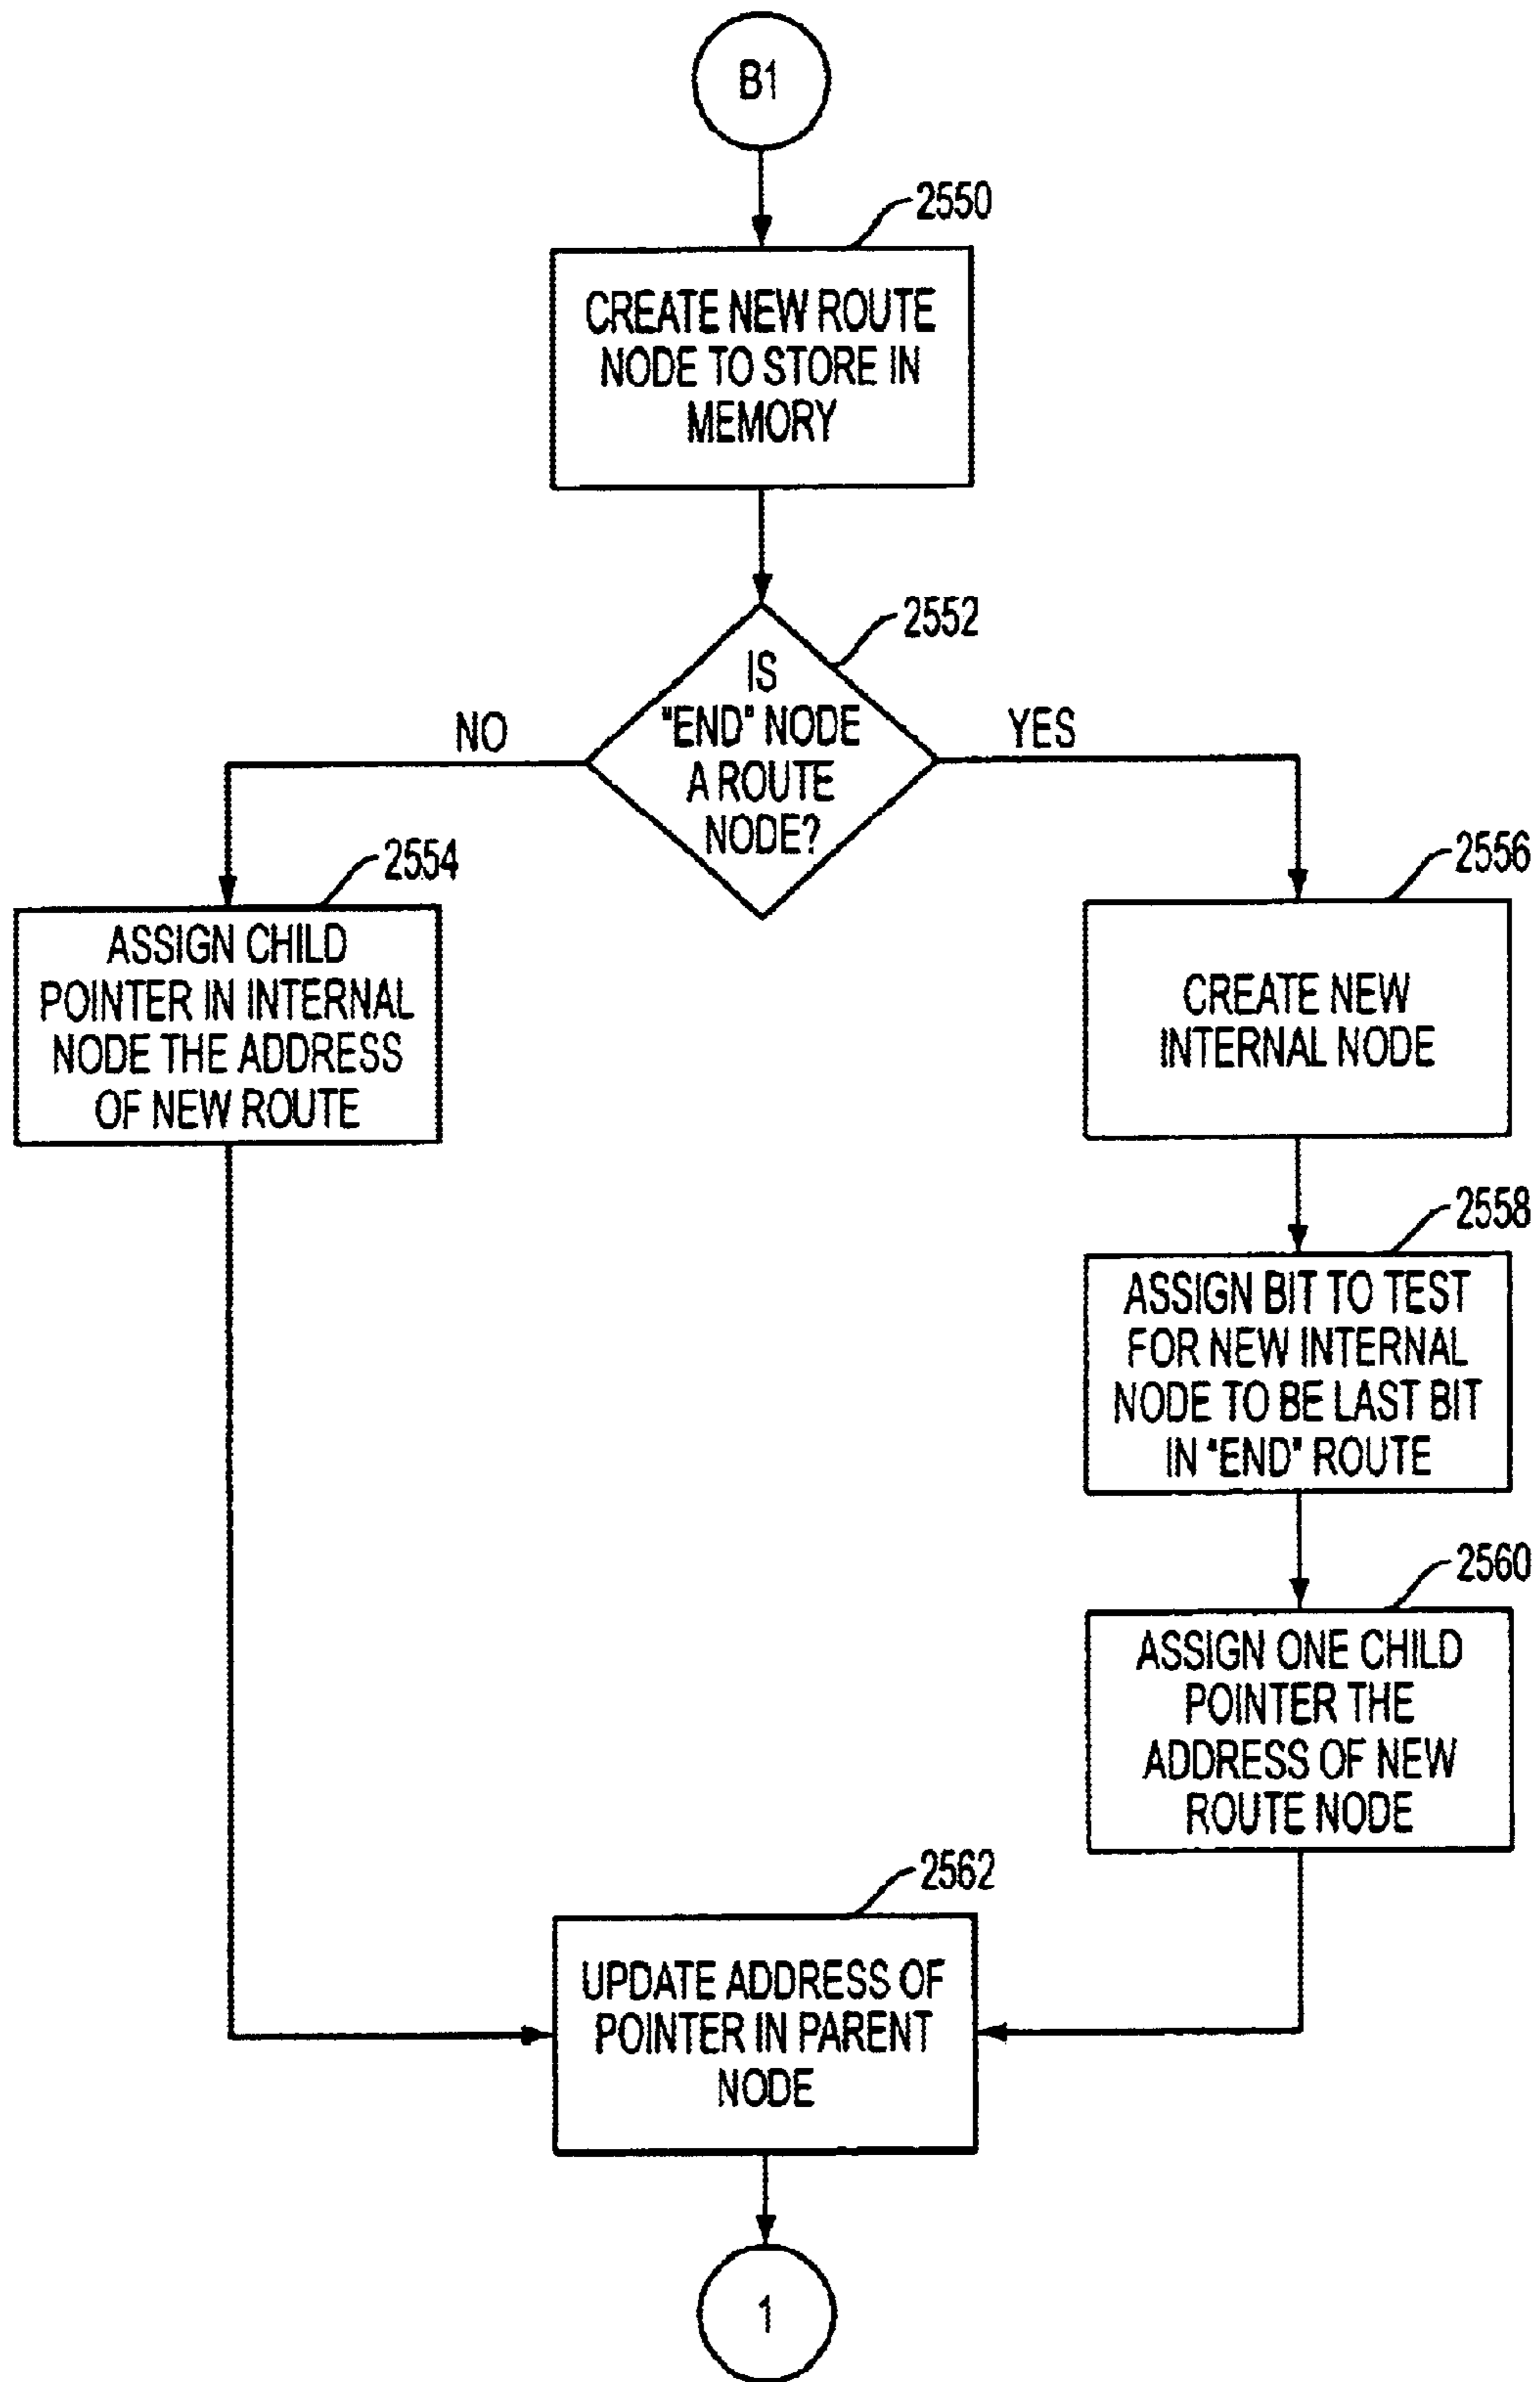 B1
2550
CREATE NEW ROUTE
NODE TO STORE IN
MEMORY
2552
IS
"END" NODE
A ROUTE
NODE?
NO
YES
2554
ASSIGN CHILD
POINTER IN INTERNAL
NODE THE ADDRESS
OF NEW ROUTE
2556
CREATE NEW
INTERNAL NODE
2558
ASSIGN BIT TO TEST
FOR NEW INTERNAL
NODE TO BE LAST BIT
IN "END" ROUTE
2560
ASSIGN ONE CHILD
POINTER THE
ADDRESS OF NEW
ROUTE NODE
2562
UPDATE ADDRESS OF
POINTER IN PARENT
NODE
1